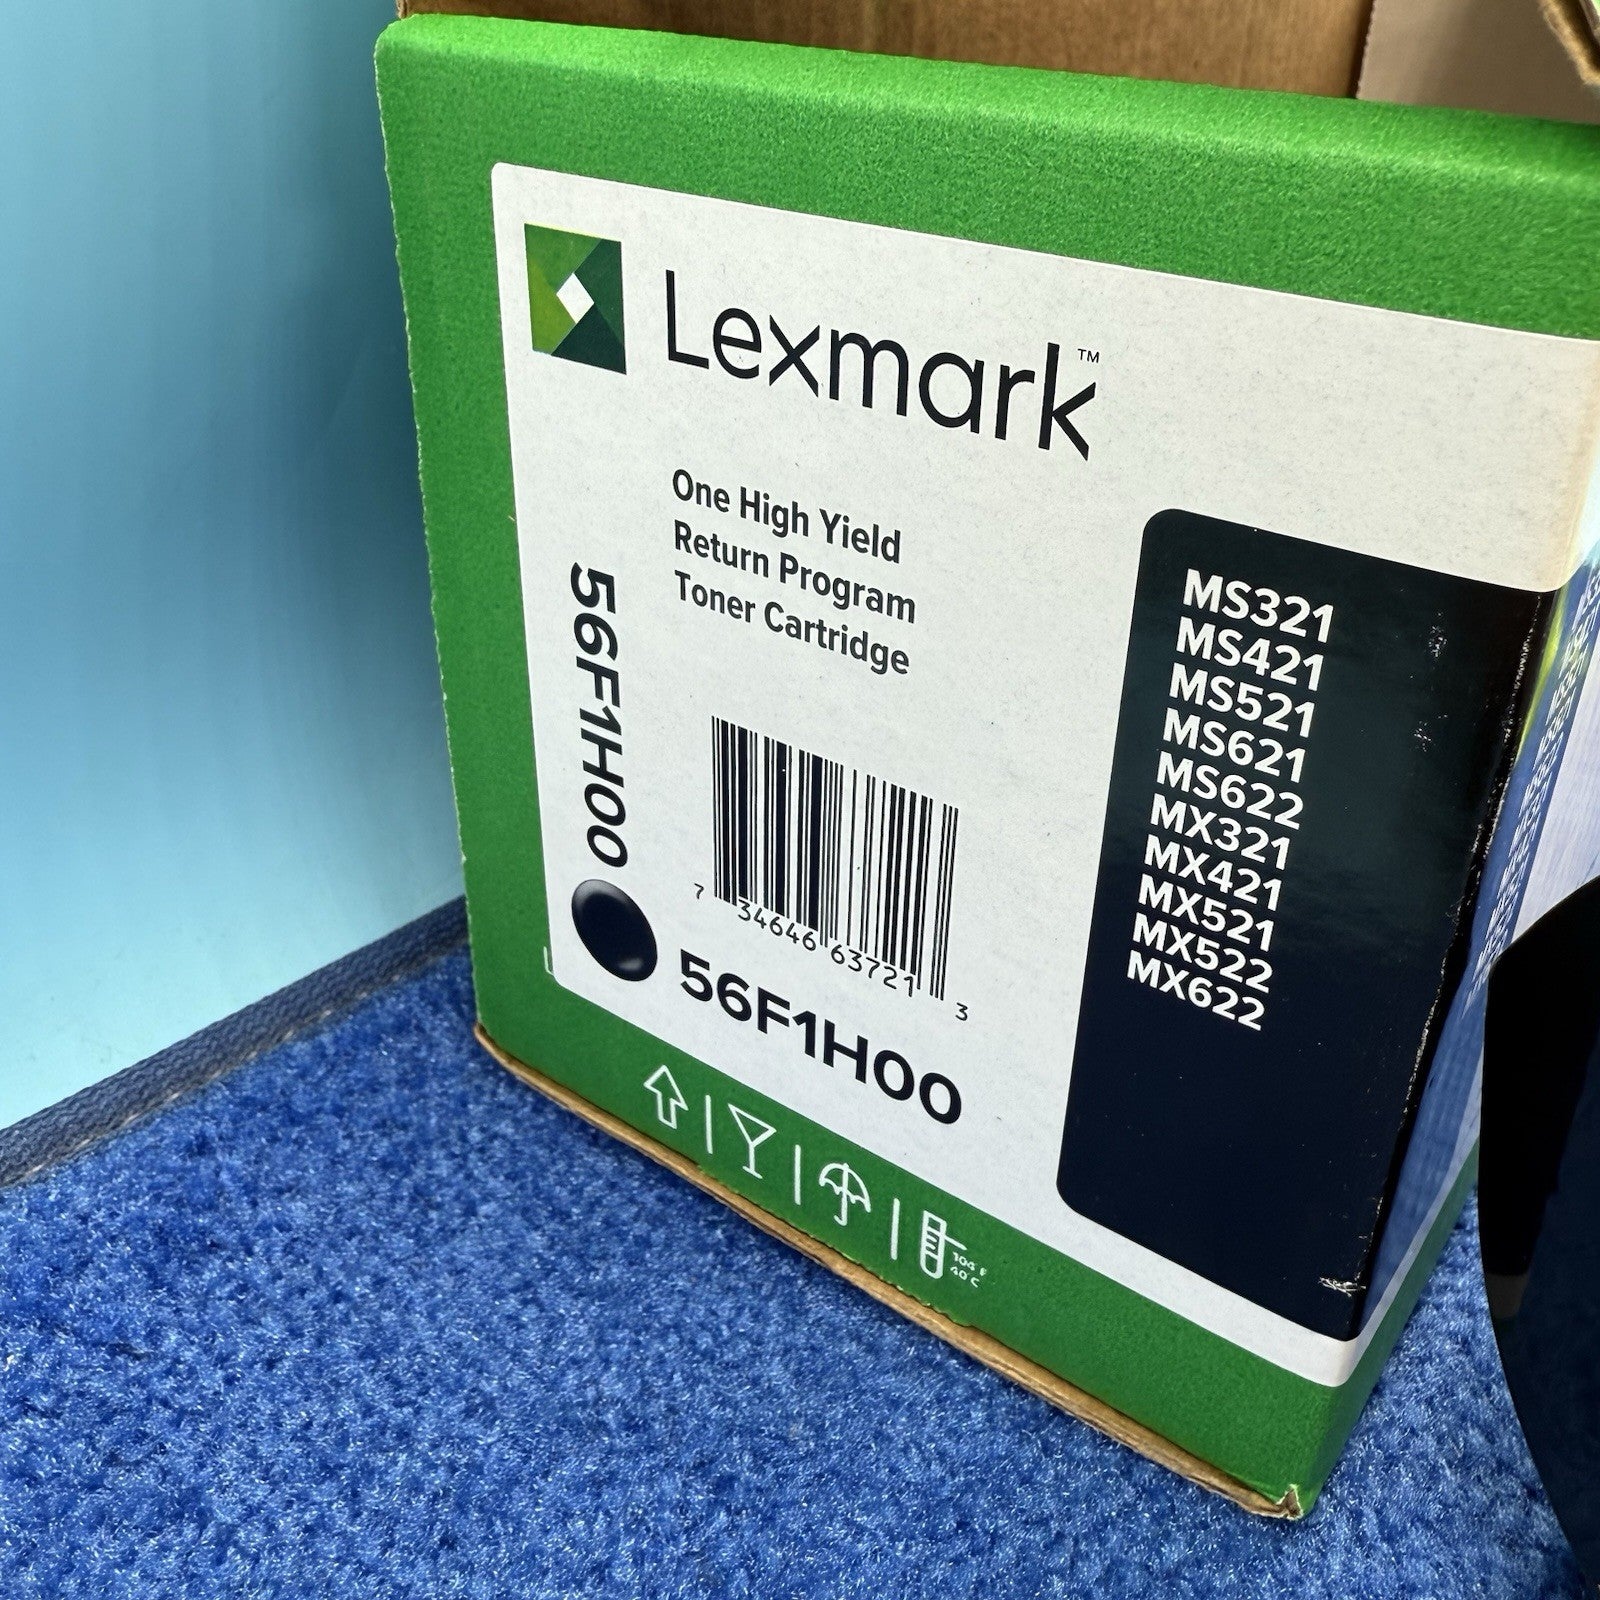 Lexmark™
One High Yield
Return Program
Toner Cartridge
56F1H00
7 34646 63721 3
56F1H00
MS321
MS421
MS521
MS621
MS622
MX321
MX421
MX521
MX522
MX622
104 F
40 C